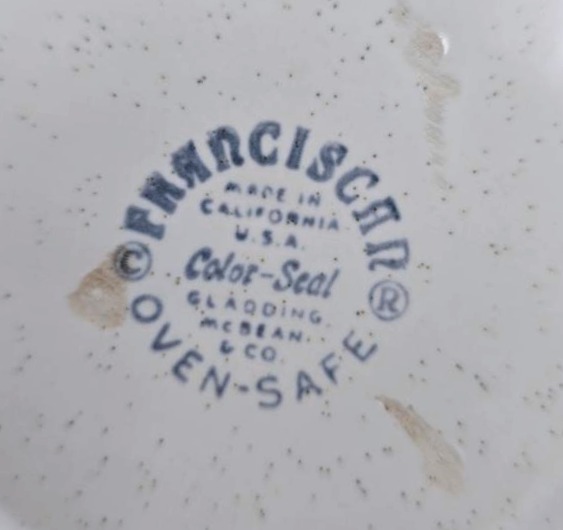 FRANCISCAN
MADE IN
CALIFORNIA
U.S.A.
Color-Seal
GLADDING,
McBEAN
& CO.
© OVEN-SAFE ®